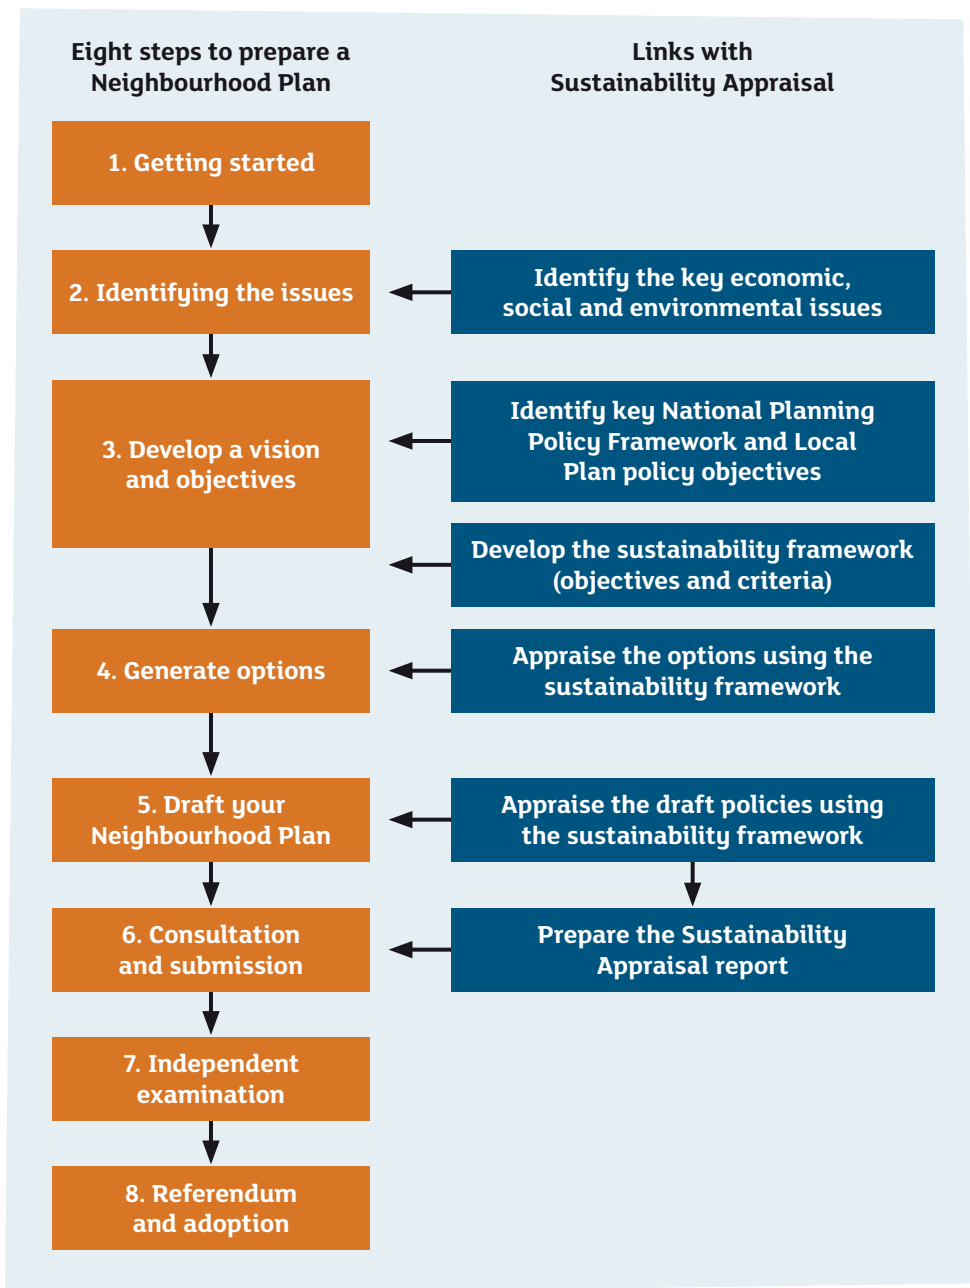 Eight steps to prepare a
Neighbourhood Plan
Links with
Sustainability Appraisal
1. Getting started
2. Identifying the issues
Identify the key economic,
social and environmental issues
3. Develop a vision
and objectives
Identify key National Planning
Policy Framework and Local
Plan policy objectives
Develop the sustainability framework
(objectives and criteria)
4. Generate options
Appraise the options using the
sustainability framework
5. Draft your
Neighbourhood Plan
Appraise the draft policies using
the sustainability framework
6. Consultation
and submission
Prepare the Sustainability
Appraisal report
7. Independent
examination
8. Referendum
and adoption